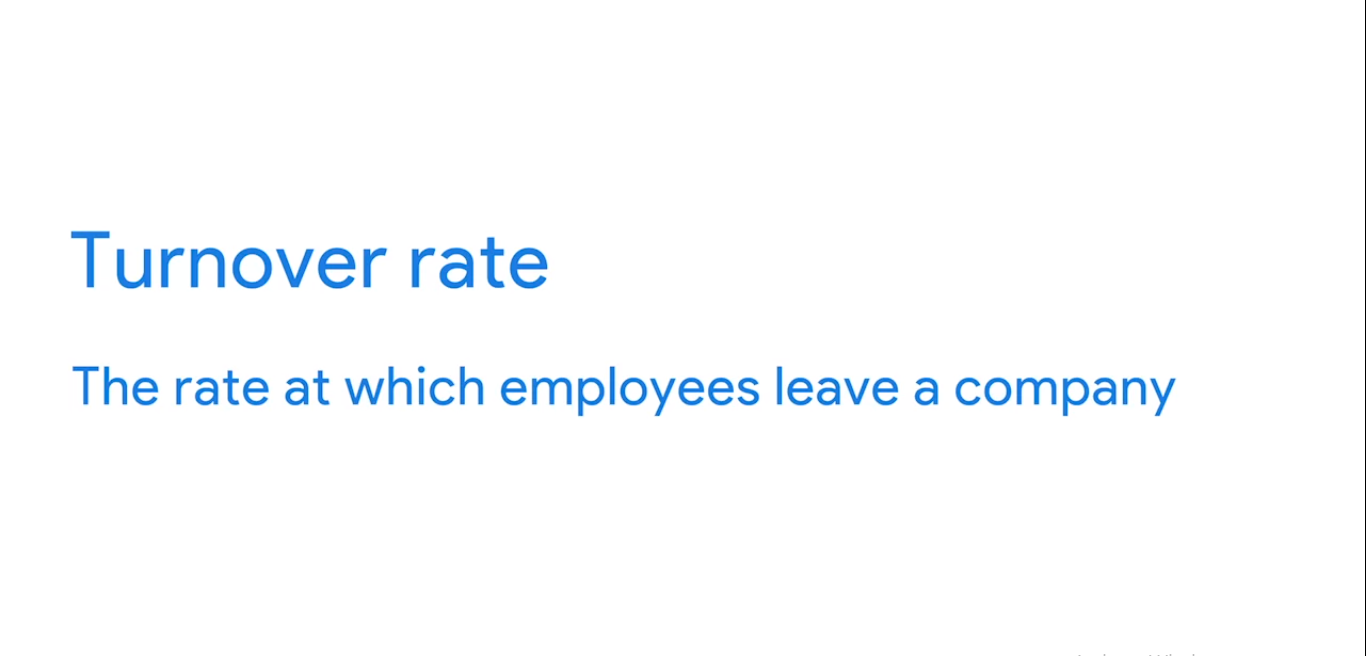 Turnover rate
The rate at which employees leave a company